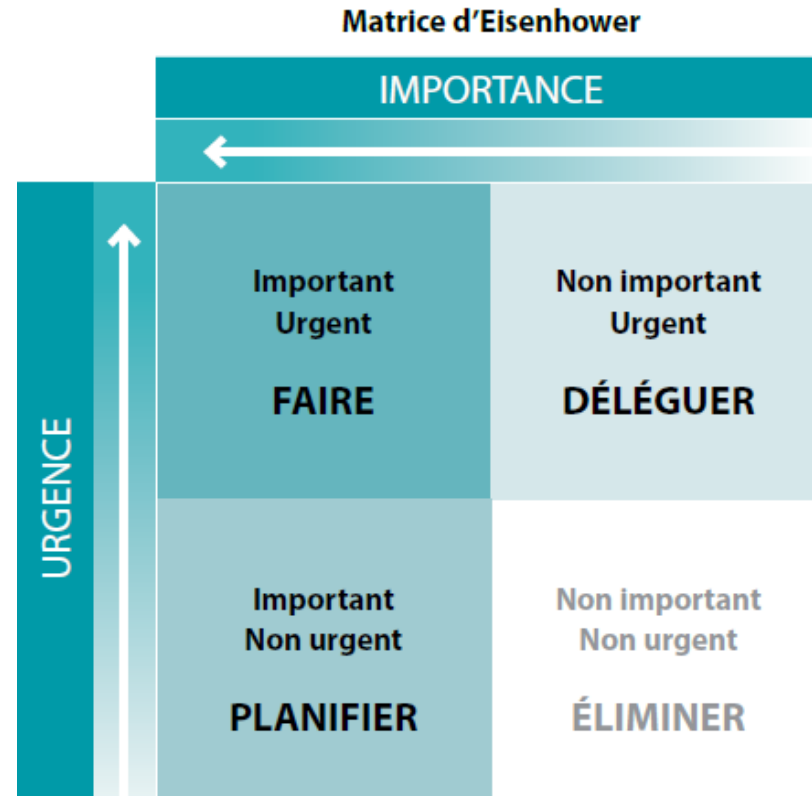 Matrice d’Eisenhower
IMPORTANCE
URGENCE
Important
Urgent
FAIRE
Non important
Urgent
DÉLÉGUER
Important
Non urgent
PLANIFIER
Non important
Non urgent
ÉLIMINER